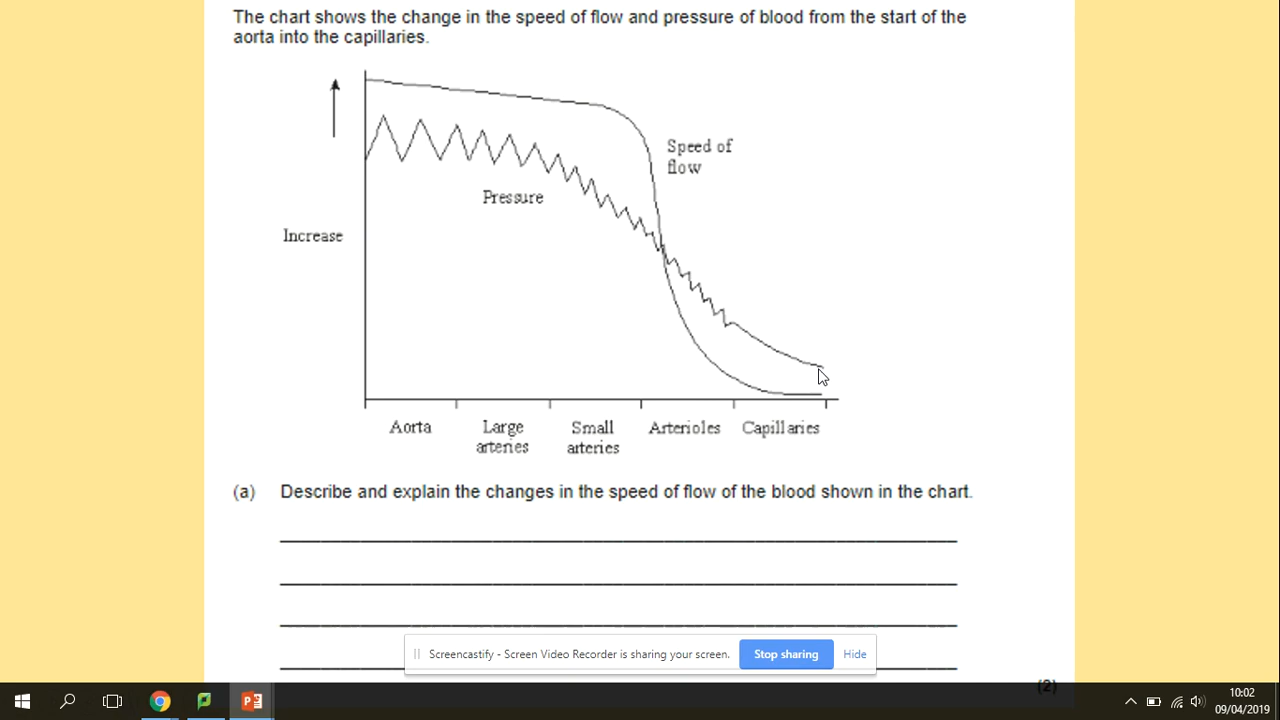 The chart shows the change in the speed of flow and pressure of blood from the start of the
aorta into the capillaries.
Speed of
flow
Pressure
Increase
Aorta
Large
arteries
Small
arteries
Arterioles
Capillaries
(a) Describe and explain the changes in the speed of flow of the blood shown in the chart.
Screencastify - Screen Video Recorder is sharing your screen.
Stop sharing
Hide
(2)
10:02
09/04/2019